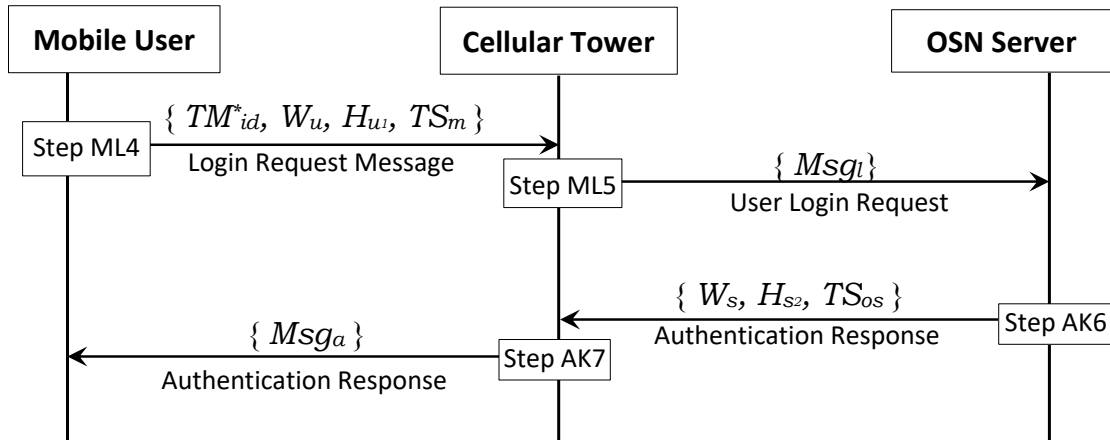 Mobile User
Cellular Tower
OSN Server
{ TM*id, Wu, Hu1, TSm }
Step ML4
Login Request Message
{ Msgl}
Step ML5
User Login Request
{ Ws, Hs2, TSos }
Step AK6
Authentication Response
{ Msga }
Step AK7
Authentication Response